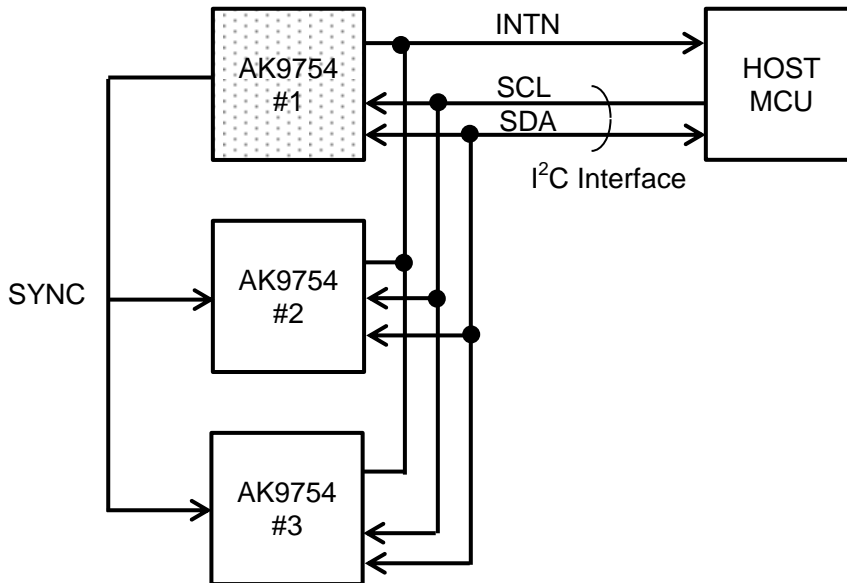 AK9754
#1
INTN
SCL
SDA
I²C Interface
HOST
MCU
SYNC
AK9754
#2
AK9754
#3